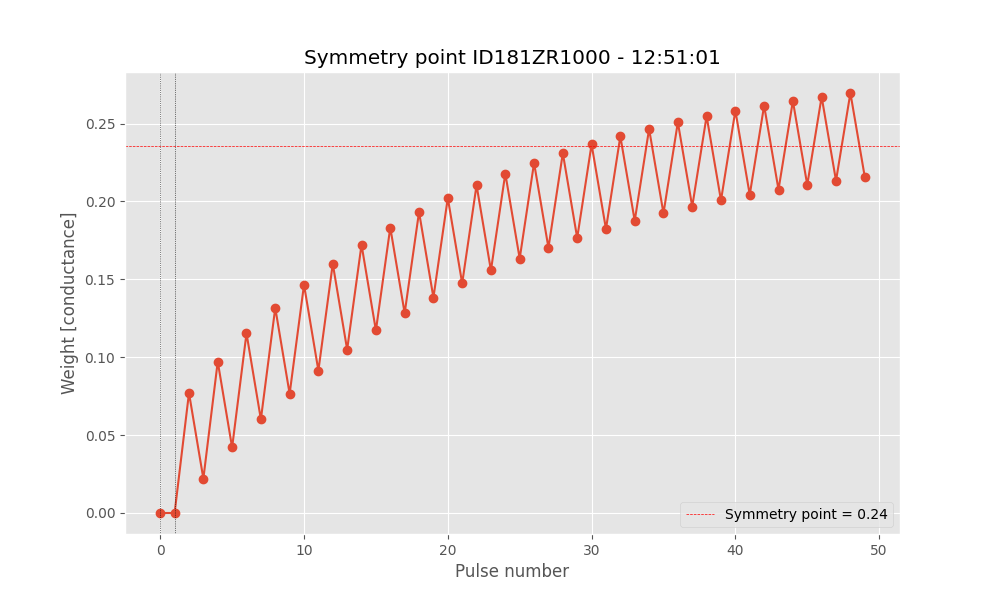 Symmetry point ID181ZR1000 - 12:51:01
Weight [conductance]
0.25
0.20
0.15
0.10
0.05
0.00
Symmetry point = 0.24
0 10 20 30 40 50
Pulse number